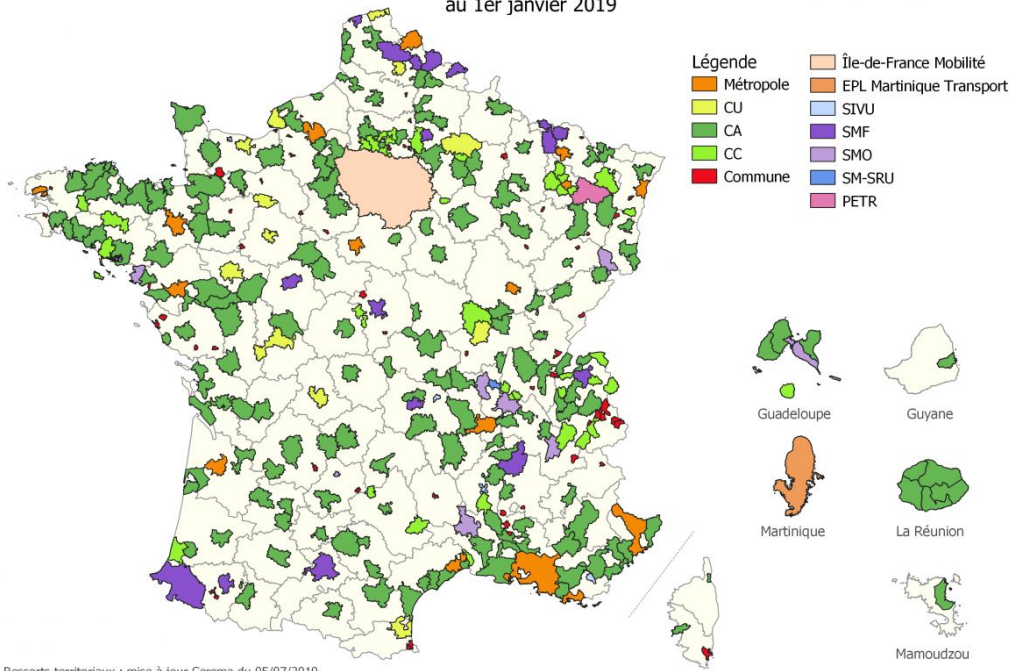 au 1er janvier 2019
Légende
Métropole
CU
CA
CC
Commune
Île-de-France Mobilité
EPL Martinique Transport
SIVU
SMF
SMO
SM-SRU
PETR
Guadeloupe
Guyane
Martinique
La Réunion
Mamoudzou
Ressorts territoriaux : mise à jour Cerema du 05/07/2019